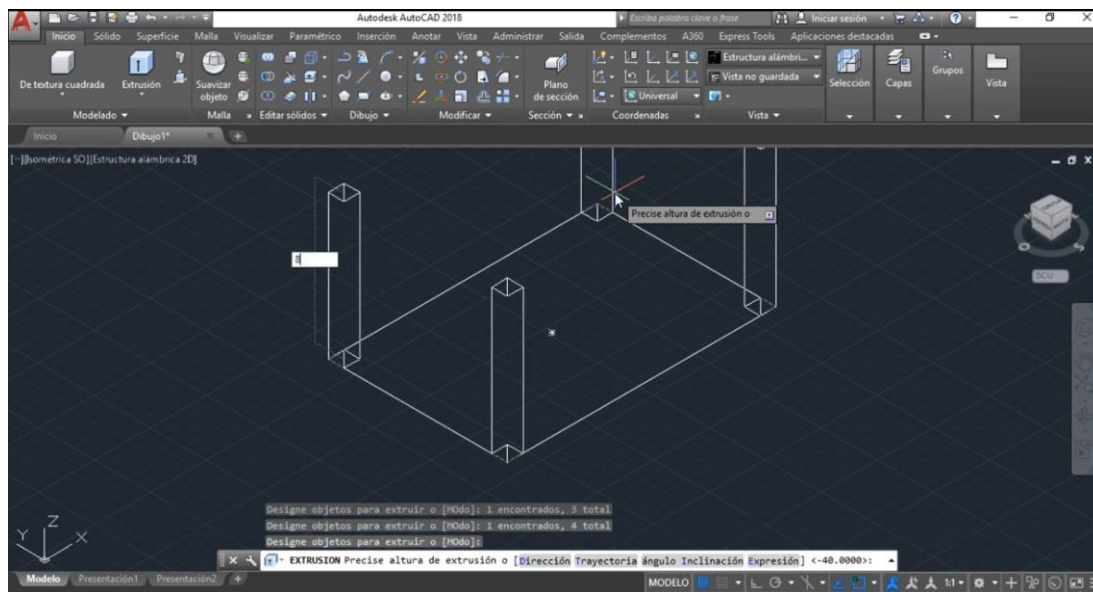 Autodesk AutoCAD 2018
Escriba palabra clave o frase
Iniciar sesión
Inicio Sólido Superficie Malla Visualizar Paramétrico Inserción Anotar Vista Administrar Salida Complementos A360 Express Tools Aplicaciones destacadas
De textura cuadrada
Extrusión
Suavizar objeto
Plano de sección
Universal
Estructura alámbri...
Vista no guardada
Selección
Capas
Grupos
Vista
Modelado
Malla
Editar sólidos
Dibujo
Modificar
Sección
Coordenadas
Vista
Inicio
Dibujo1*
[−][Isométrica SO][Estructura alámbrica 2D]
Precise altura de extrusión o
8
SCU
Designe objetos para extruir o [MOdo]: 1 encontrados, 3 total
Designe objetos para extruir o [MOdo]: 1 encontrados, 4 total
Designe objetos para extruir o [MOdo]:
EXTRUSION Precise altura de extrusión o [Dirección Trayectoria ángulo Inclinación Expresión] <-40.0000>:
Z
Y
X
Modelo Presentación1 Presentación2 +
MODELO
1:1